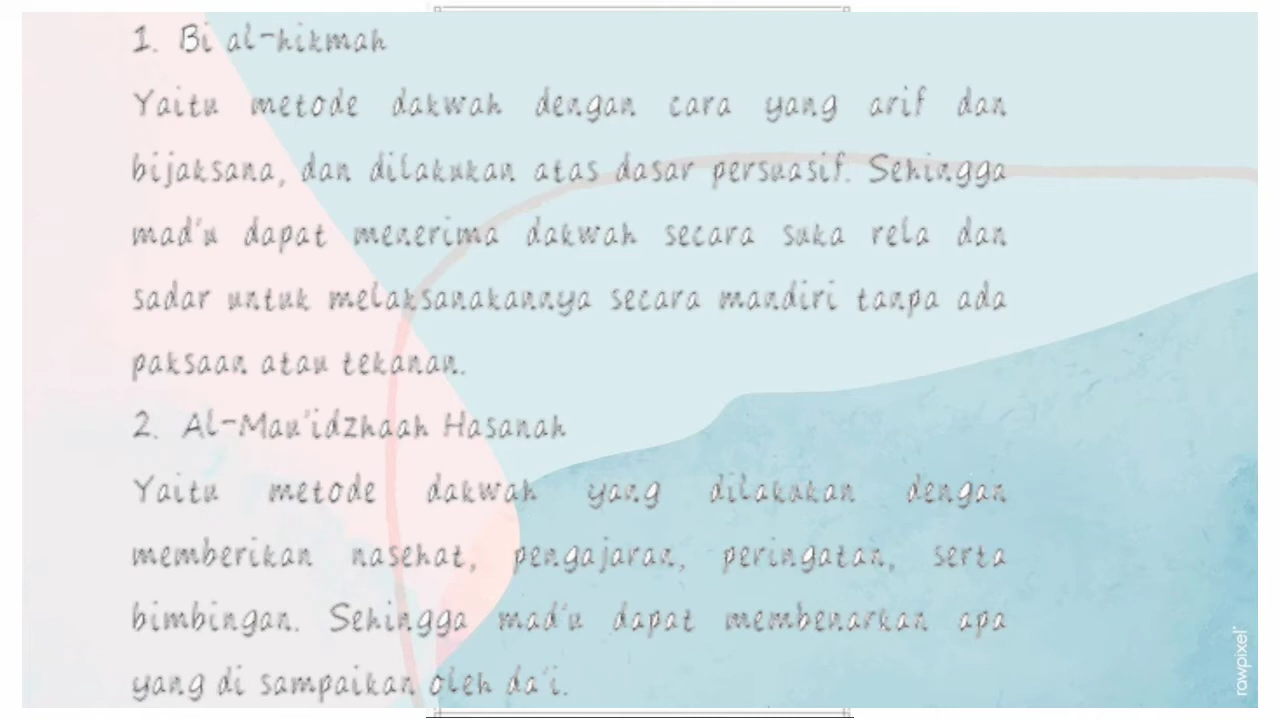 1. Bi al-hikmah
Yaitu metode dakwah dengan cara yang arif dan
bijaksana, dan dilakukan atas dasar persuasif. Sehingga
mad'u dapat menerima dakwah secara suka rela dan
sadar untuk melaksanakannya secara mandiri tanpa ada
paksaan atau tekanan.
2. Al-Mau'idzhaah Hasanah
Yaitu metode dakwah yang dilakukan dengan
memberikan nasehat, pengajaran, peringatan, serta
bimbingan. Sehingga mad'u dapat membenarkan apa
yang di sampaikan oleh da'i.
rawpixel